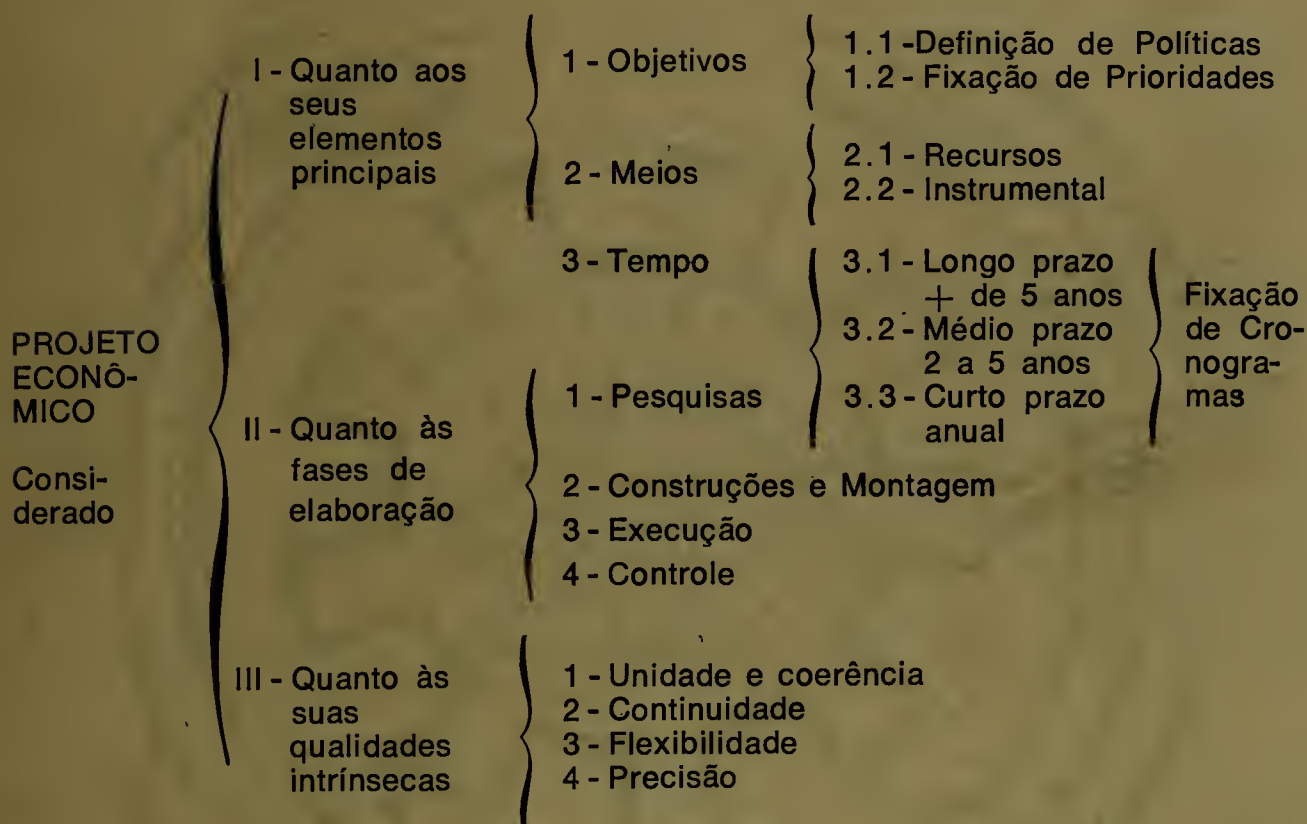 PROJETO
ECONÔ-
MICO
Consi-
derado
I - Quanto aos
seus
elementos
principais
1 - Objetivos
1.1 - Definição de Políticas
1.2 - Fixação de Prioridades
2 - Meios
2.1 - Recursos
2.2 - Instrumental
3 - Tempo
3.1 - Longo prazo
+ de 5 anos
3.2 - Médio prazo
2 a 5 anos
3.3 - Curto prazo
anual
Fixação
de Cro-
nogra-
mas
II - Quanto às
fases de
elaboração
1 - Pesquisas
2 - Construções e Montagem
3 - Execução
4 - Controle
III - Quanto às
suas
qualidades
intrínsecas
1 - Unidade e coerência
2 - Continuidade
3 - Flexibilidade
4 - Precisão